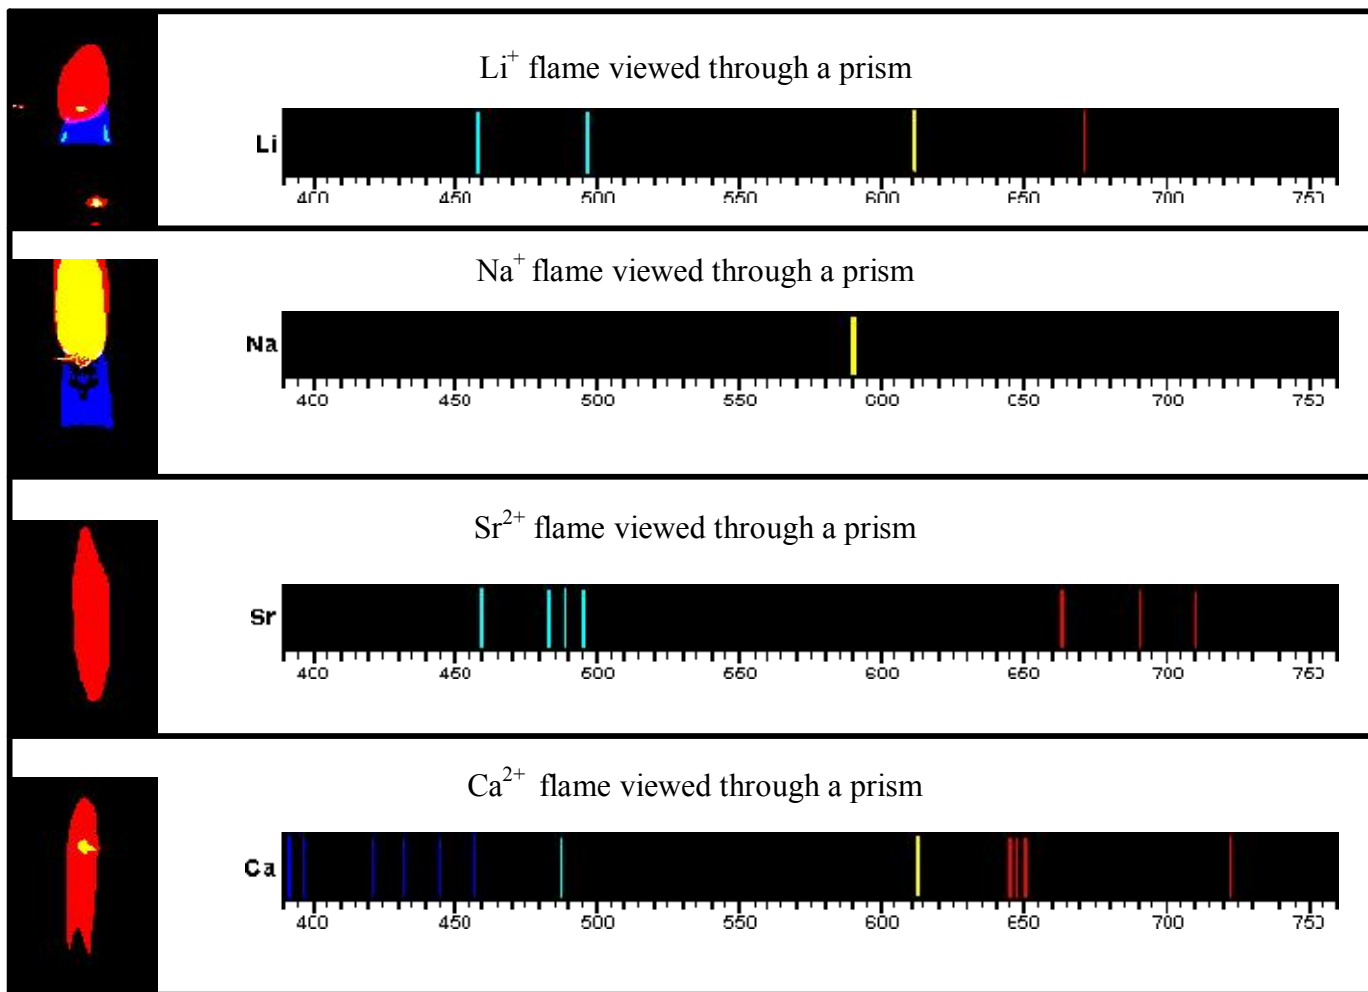 Li⁺ flame viewed through a prism
Li
400 450 500 550 600 650 700 750
Na⁺ flame viewed through a prism
Na
400 450 500 550 600 650 700 750
Sr²⁺ flame viewed through a prism
Sr
400 450 500 550 600 650 700 750
Ca²⁺ flame viewed through a prism
Ca
400 450 500 550 600 650 700 750